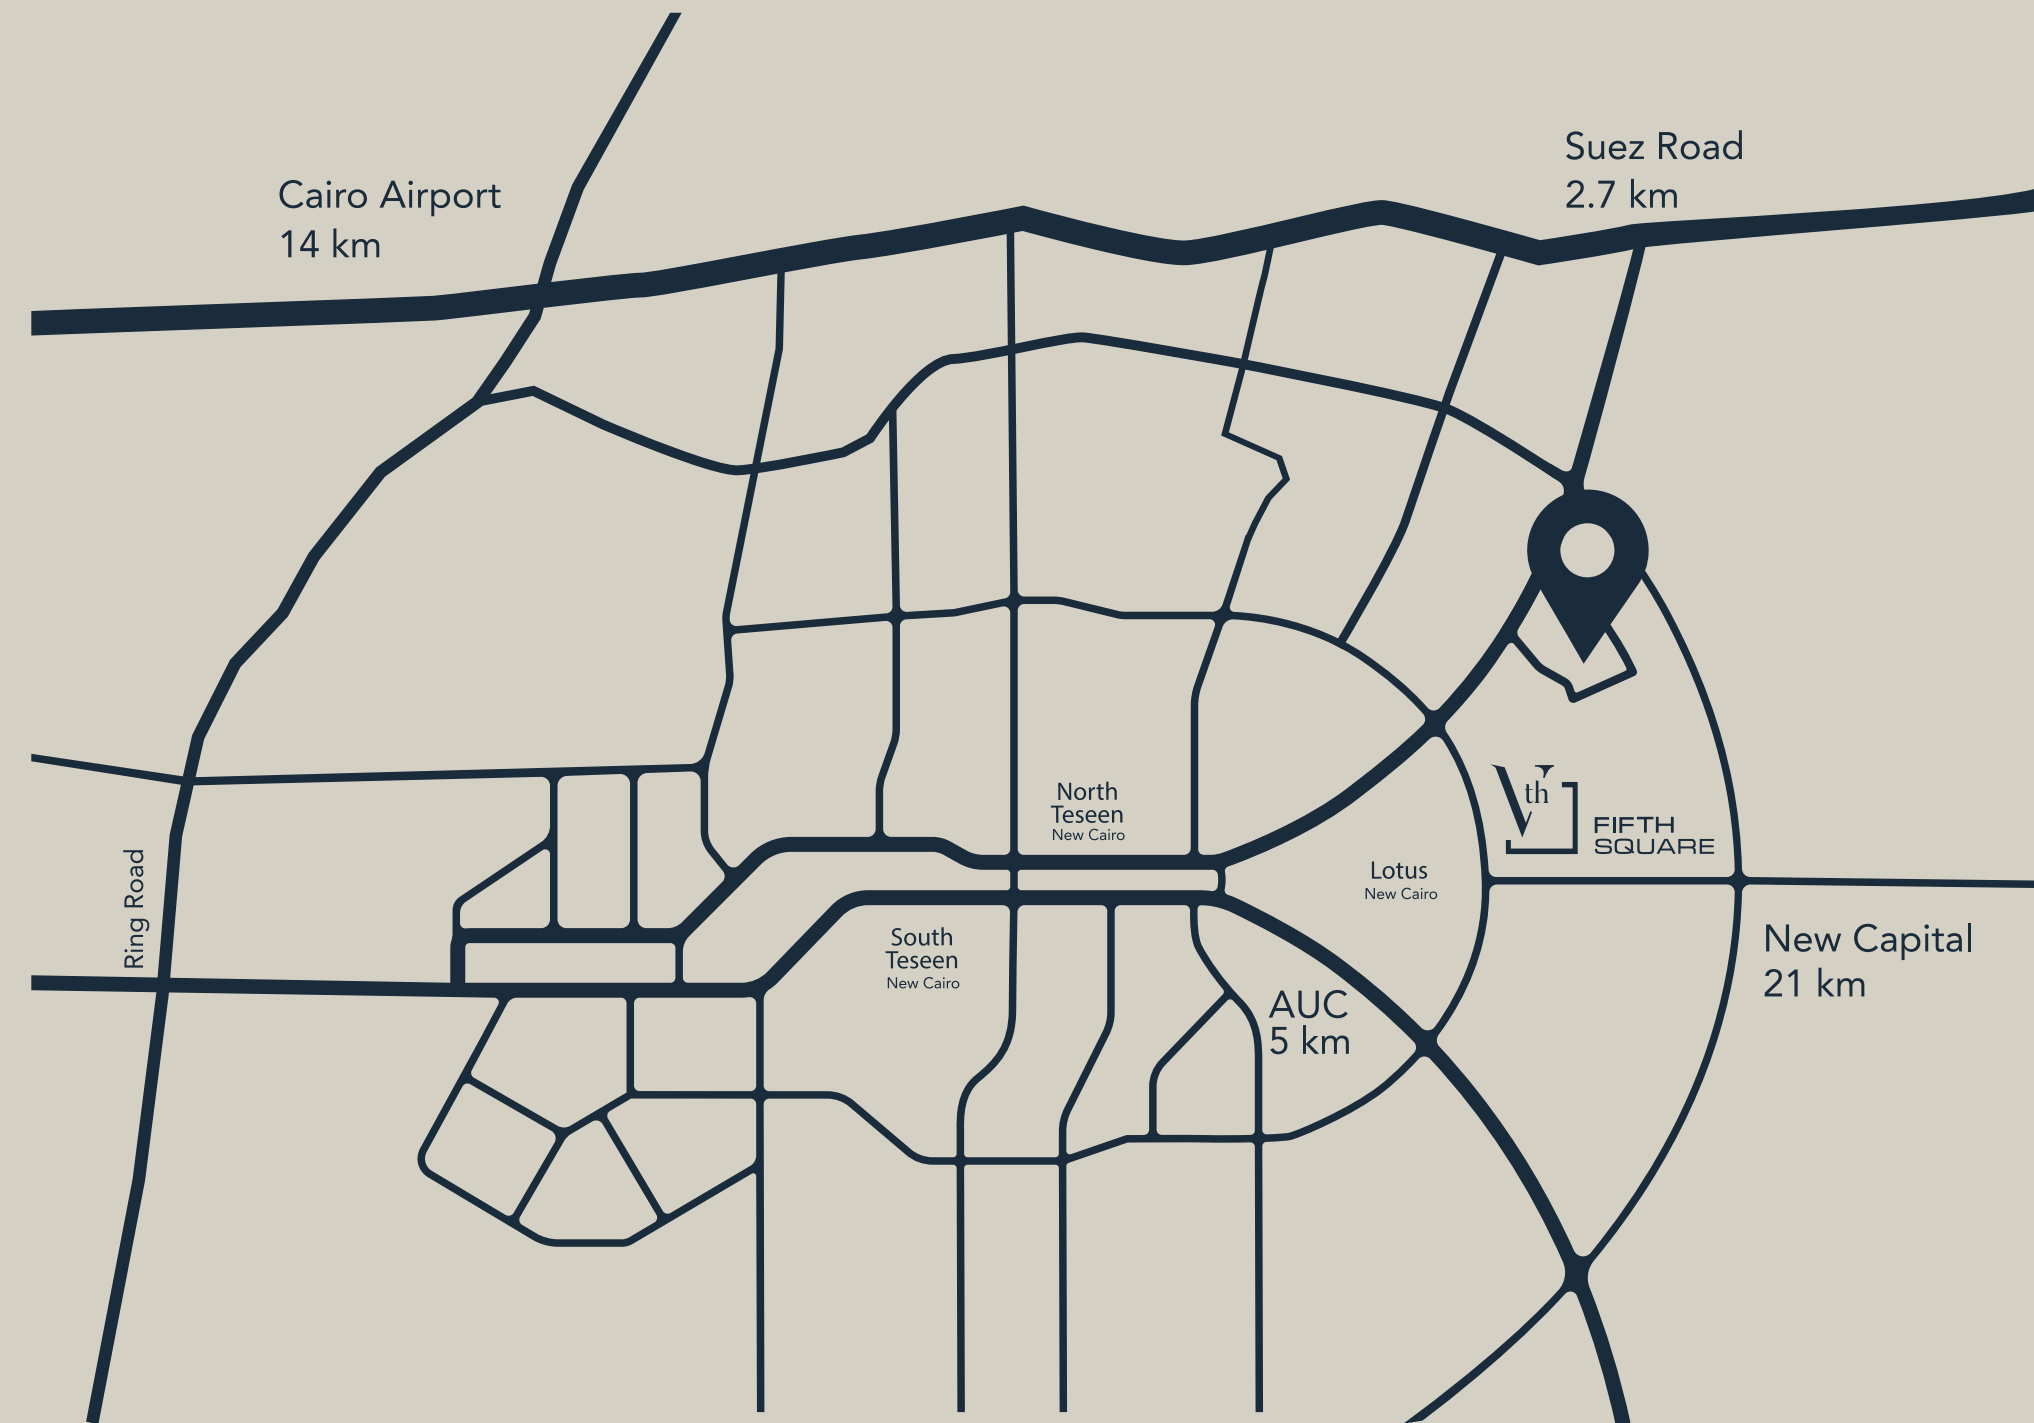 Suez Road
2.7 km
Cairo Airport
14 km
North
Teseen
New Cairo
Vth
FIFTH
SQUARE
Ring Road
Lotus
New Cairo
South
Teseen
New Cairo
New Capital
21 km
AUC
5 km